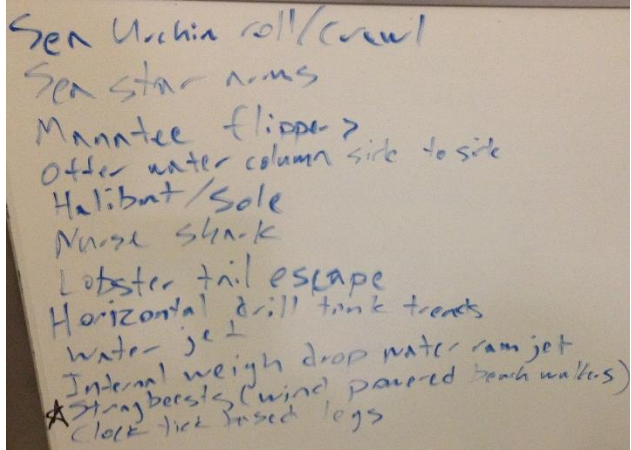 Sea Urchin roll/crawl
Sea star arms
Manatee flippers
Otter water column side to side
Halibut/Sole
Nurse shark
Lobster tail escape
Horizontal drill tank treads
Water jet
Internal weigh drop water ram jet
☆ Strangbeests (wind powered beach walkers)
Clock tick based legs